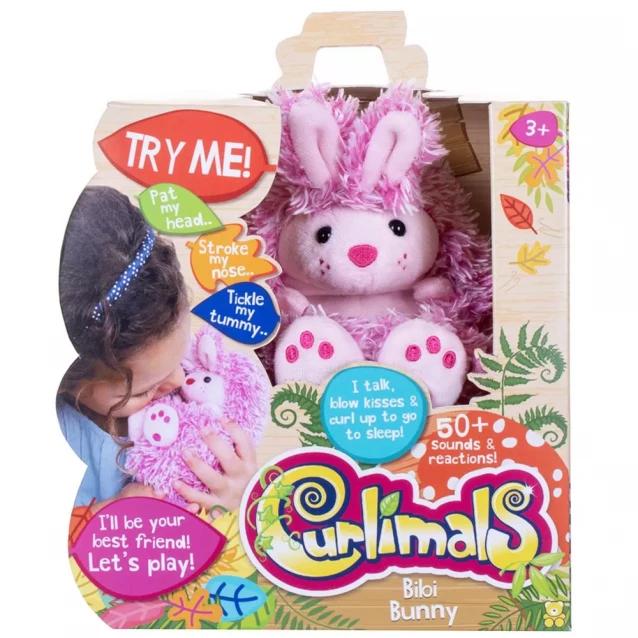 TRY ME!
Pat
my
head..
Stroke
my
nose..
Tickle
my
tummy..
3+
I talk,
blow kisses &
curl up to go
to sleep!
50+
sounds &
reactions!
Curlimals
Bibi
Bunny
I'll be your
best friend!
Let's play!